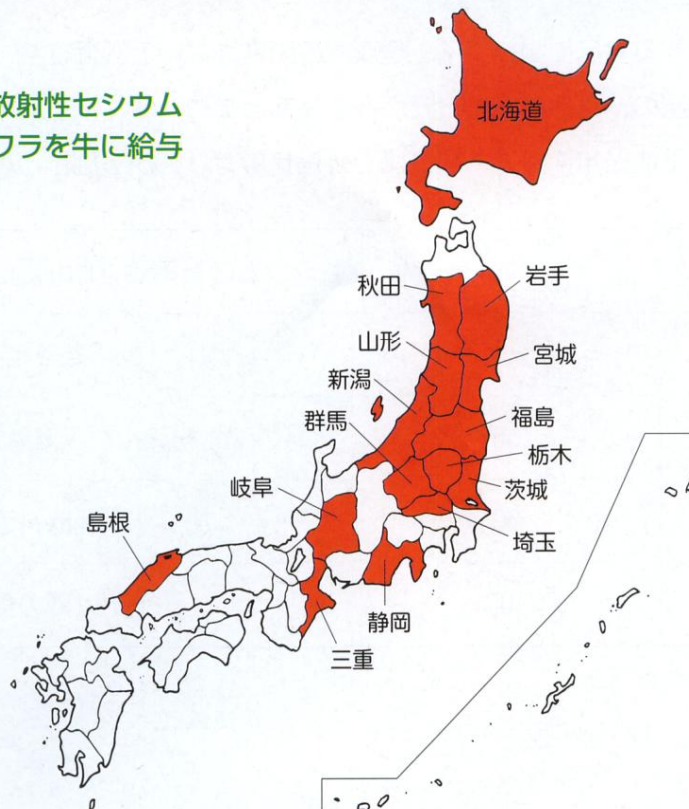 放射性セシウム
ワラを牛に給与
北海道
秋田
岩手
山形
宮城
新潟
福島
群馬
栃木
岐阜
茨城
島根
埼玉
静岡
三重